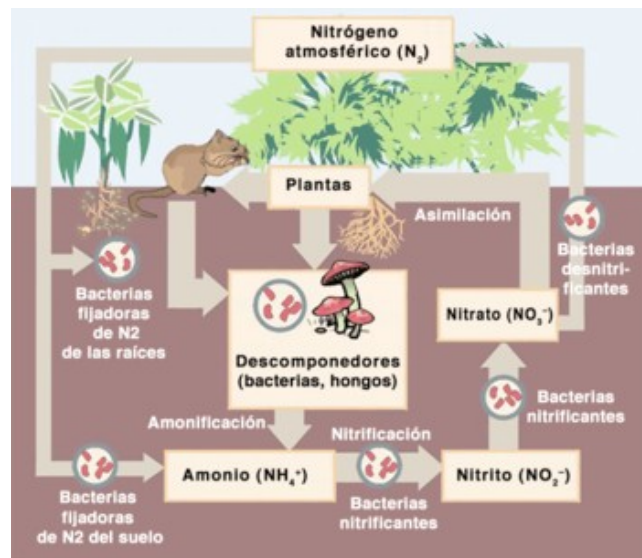 Nitrógeno
atmosférico (N₂)
Plantas
Asimilación
Bacterias
desnitri-
ficantes
Bacterias
fijadoras
de N2
de las raíces
Nitrato (NO₃⁻)
Descomponedores
(bacterias, hongos)
Bacterias
nitrificantes
Amonificación
Nitrificación
Amonio (NH₄⁺)
Nitrito (NO₂⁻)
Bacterias
fijadoras
de N2 del suelo
Bacterias
nitrificantes